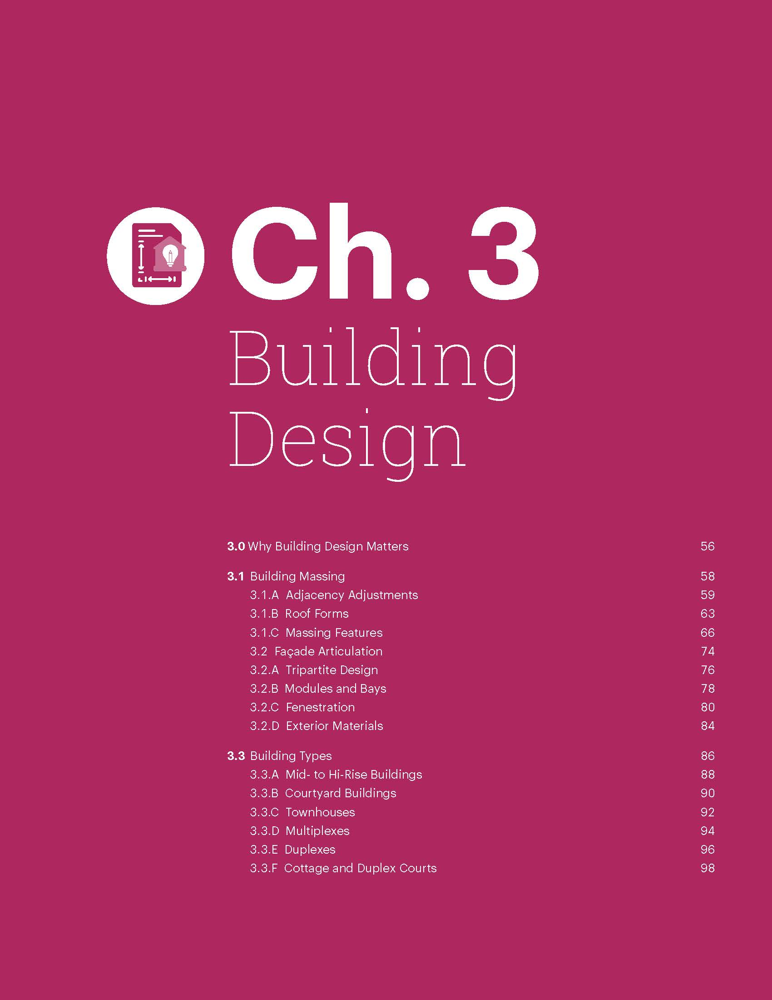 Ch. 3
Building
Design
3.0 Why Building Design Matters 56
3.1 Building Massing 58
3.1.A Adjacency Adjustments 59
3.1.B Roof Forms 63
3.1.C Massing Features 66
3.2 Façade Articulation 74
3.2.A Tripartite Design 76
3.2.B Modules and Bays 78
3.2.C Fenestration 80
3.2.D Exterior Materials 84
3.3 Building Types 86
3.3.A Mid- to Hi-Rise Buildings 88
3.3.B Courtyard Buildings 90
3.3.C Townhouses 92
3.3.D Multiplexes 94
3.3.E Duplexes 96
3.3.F Cottage and Duplex Courts 98